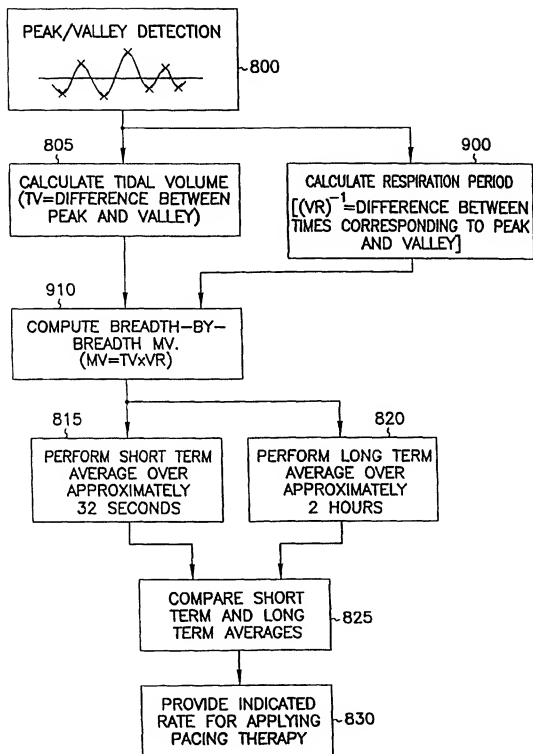 PEAK/VALLEY DETECTION
800
805
CALCULATE TIDAL VOLUME
(TV=DIFFERENCE BETWEEN
PEAK AND VALLEY)
900
CALCULATE RESPIRATION PERIOD
[(VR)⁻¹=DIFFERENCE BETWEEN
TIMES CORRESPONDING TO PEAK
AND VALLEY]
910
COMPUTE BREADTH-BY-
BREADTH MV.
(MV=TVxVR)
815
PERFORM SHORT TERM
AVERAGE OVER
APPROXIMATELY
32 SECONDS
820
PERFORM LONG TERM
AVERAGE OVER
APPROXIMATELY
2 HOURS
COMPARE SHORT
TERM AND LONG
TERM AVERAGES
825
PROVIDE INDICATED
RATE FOR APPLYING
PACING THERAPY
830